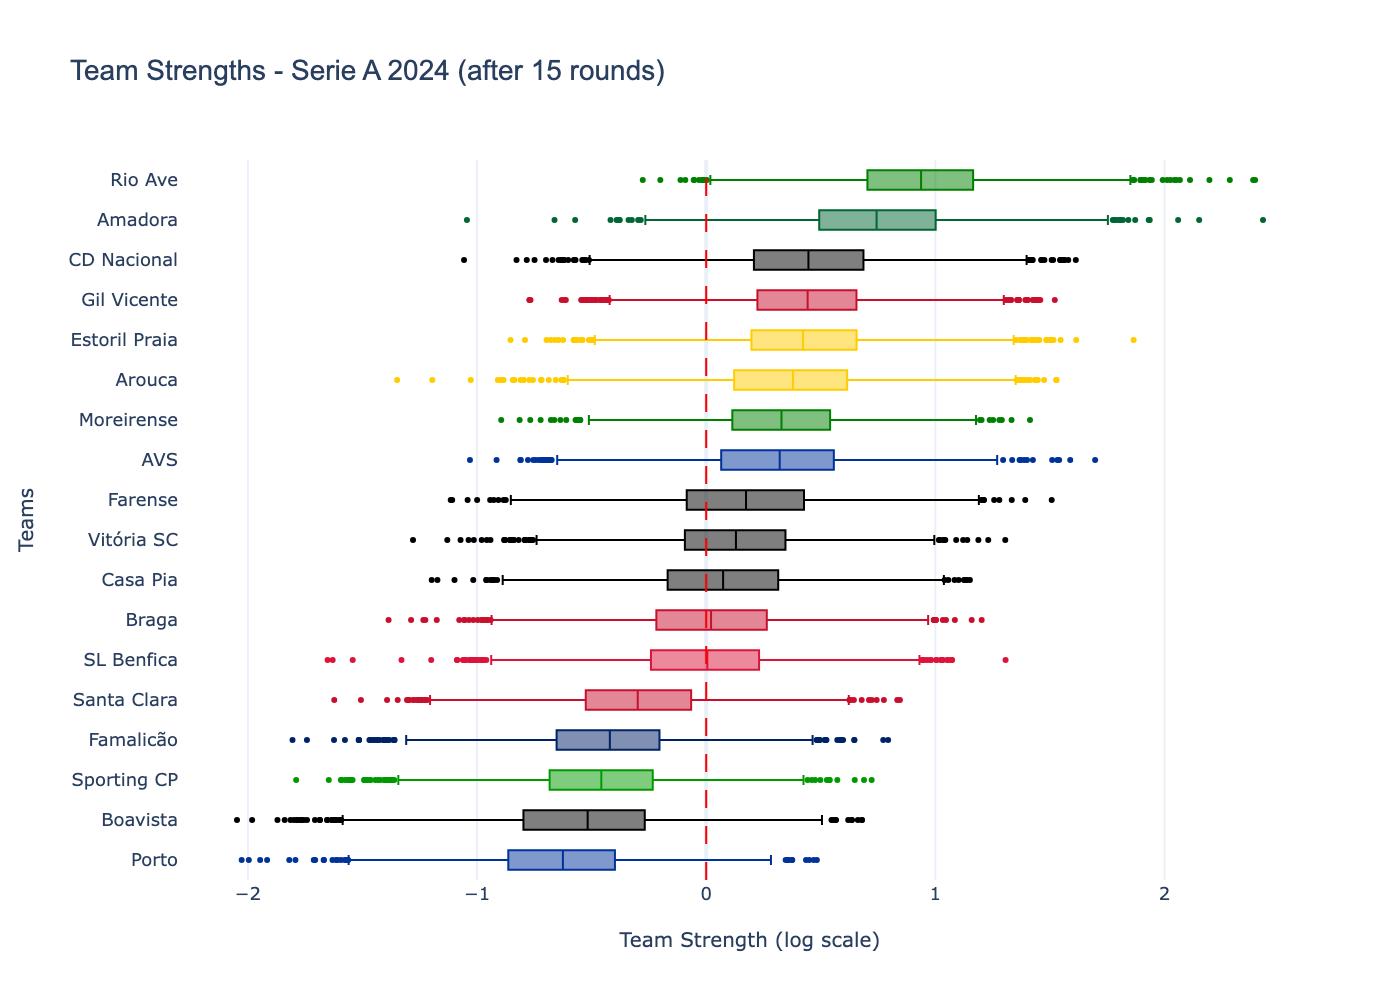 Team Strengths - Serie A 2024 (after 15 rounds)
Teams
Rio Ave
Amadora
CD Nacional
Gil Vicente
Estoril Praia
Arouca
Moreirense
AVS
Farense
Vitória SC
Casa Pia
Braga
SL Benfica
Santa Clara
Famalicão
Sporting CP
Boavista
Porto
−2 −1 0 1 2
Team Strength (log scale)